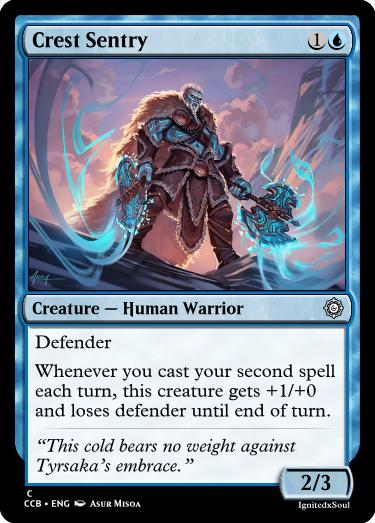 Crest Sentry 1
Creature — Human Warrior
Defender
Whenever you cast your second spell
each turn, this creature gets +1/+0
and loses defender until end of turn.
“This cold bears no weight against
Tyrsaka’s embrace.”
2/3
C
CCB • ENG Asur Misoa
IgnitedxSoul